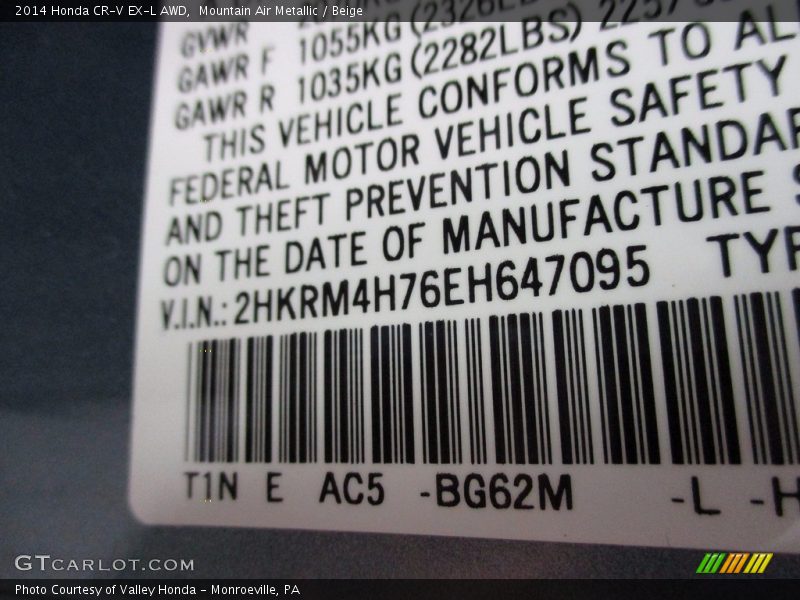 2014 Honda CR-V EX-L AWD, Mountain Air Metallic / Beige
GVWR
GAWR F 1055KG (2326LB
GAWR R 1035KG (2282LBS)
THIS VEHICLE CONFORMS TO AL
FEDERAL MOTOR VEHICLE SAFETY
AND THEFT PREVENTION STANDAR
ON THE DATE OF MANUFACTURE
V.I.N.: 2HKRM4H76EH647095 TYP
T1N E AC5 -BG62M -L -H
GTCARLOT.COM
Photo Courtesy of Valley Honda - Monroeville, PA